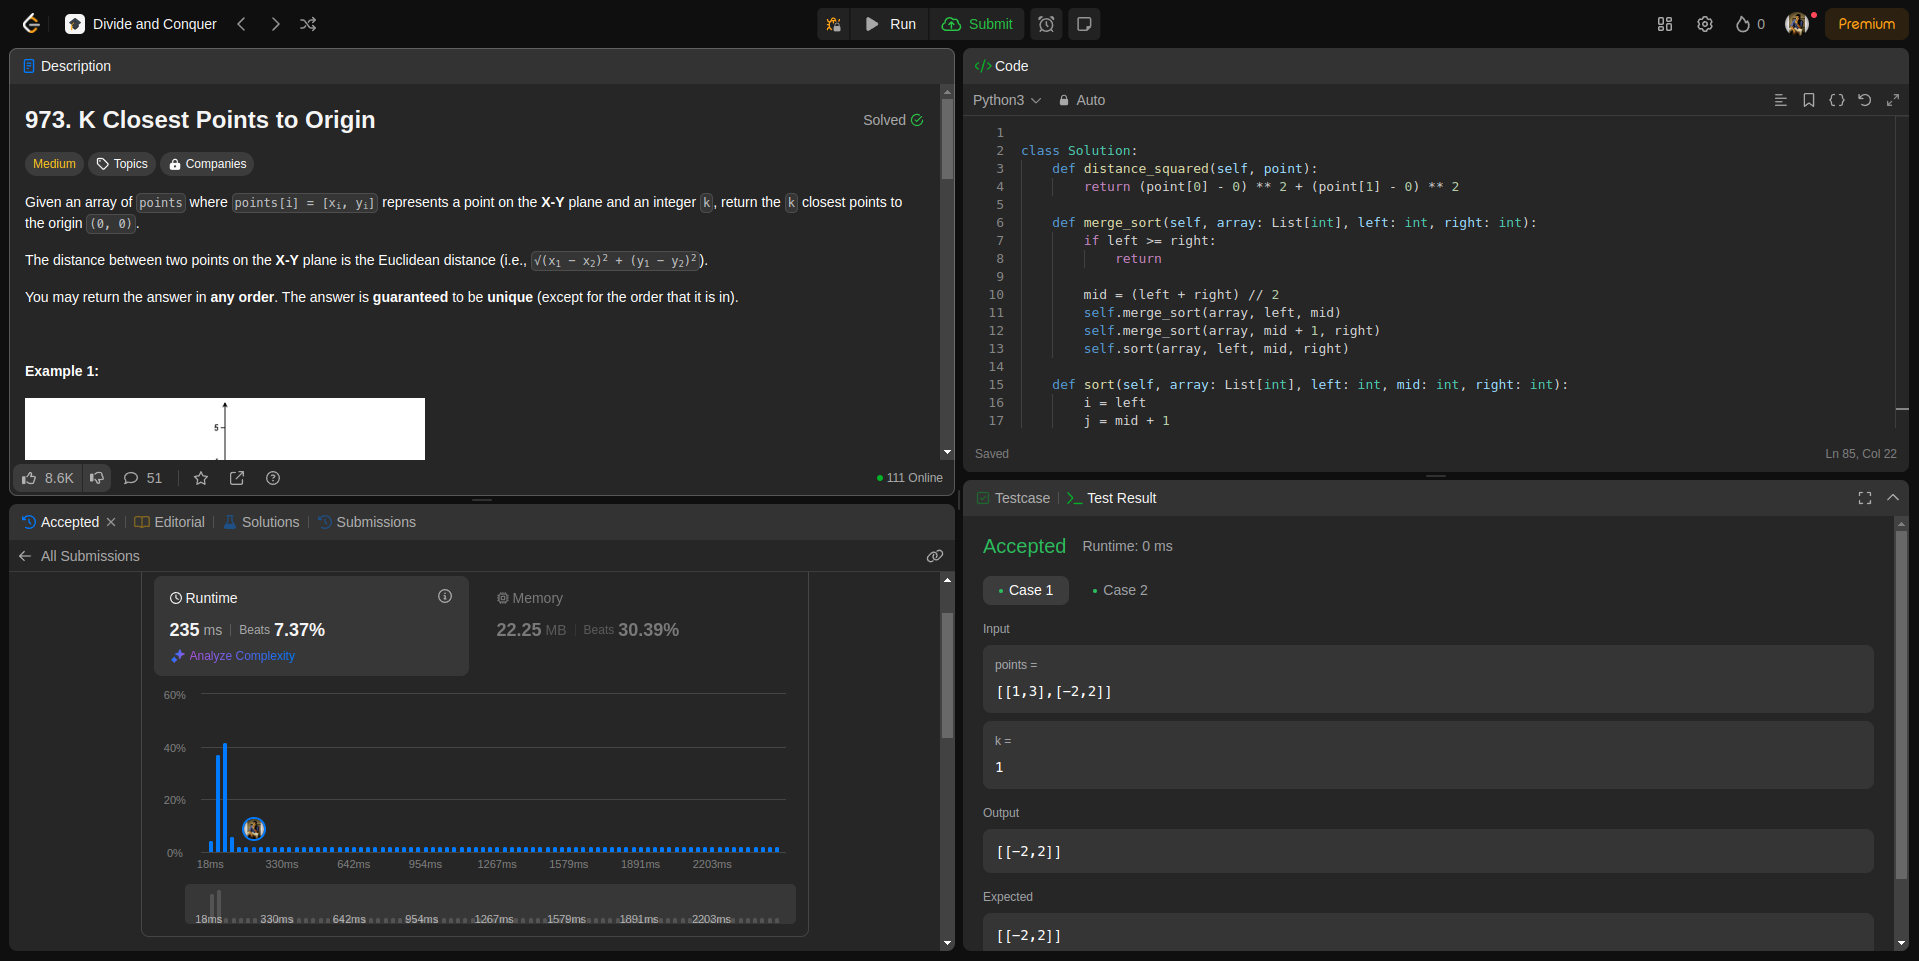 Divide and Conquer
Run
Submit
0
Premium
Description
973. K Closest Points to Origin
Solved
Medium
Topics
Companies
Given an array of points where points[i] = [xᵢ, yᵢ] represents a point on the X-Y plane and an integer k, return the k closest points to
the origin (0, 0).
The distance between two points on the X-Y plane is the Euclidean distance (i.e., √(x₁ − x₂)² + (y₁ − y₂)²).
You may return the answer in any order. The answer is guaranteed to be unique (except for the order that it is in).
Example 1:
5
8.6K
51
111 Online
Accepted
Editorial
Solutions
Submissions
All Submissions
Runtime
235 ms
Beats 7.37%
Analyze Complexity
Memory
22.25 MB
Beats 30.39%
60%
40%
20%
0%
18ms 330ms 642ms 954ms 1267ms 1579ms 1891ms 2203ms
18ms 330ms 642ms 954ms 1267ms 1579ms 1891ms 2203ms
</> Code
Python3
Auto
1
2 class Solution:
3 def distance_squared(self, point):
4 return (point[0] - 0) ** 2 + (point[1] - 0) ** 2
5
6 def merge_sort(self, array: List[int], left: int, right: int):
7 if left >= right:
8 return
9
10 mid = (left + right) // 2
11 self.merge_sort(array, left, mid)
12 self.merge_sort(array, mid + 1, right)
13 self.sort(array, left, mid, right)
14
15 def sort(self, array: List[int], left: int, mid: int, right: int):
16 i = left
17 j = mid + 1
Saved
Ln 85, Col 22
Testcase
Test Result
Accepted
Runtime: 0 ms
Case 1
Case 2
Input
points =
[[1,3],[−2,2]]
k =
1
Output
[[−2,2]]
Expected
[[−2,2]]